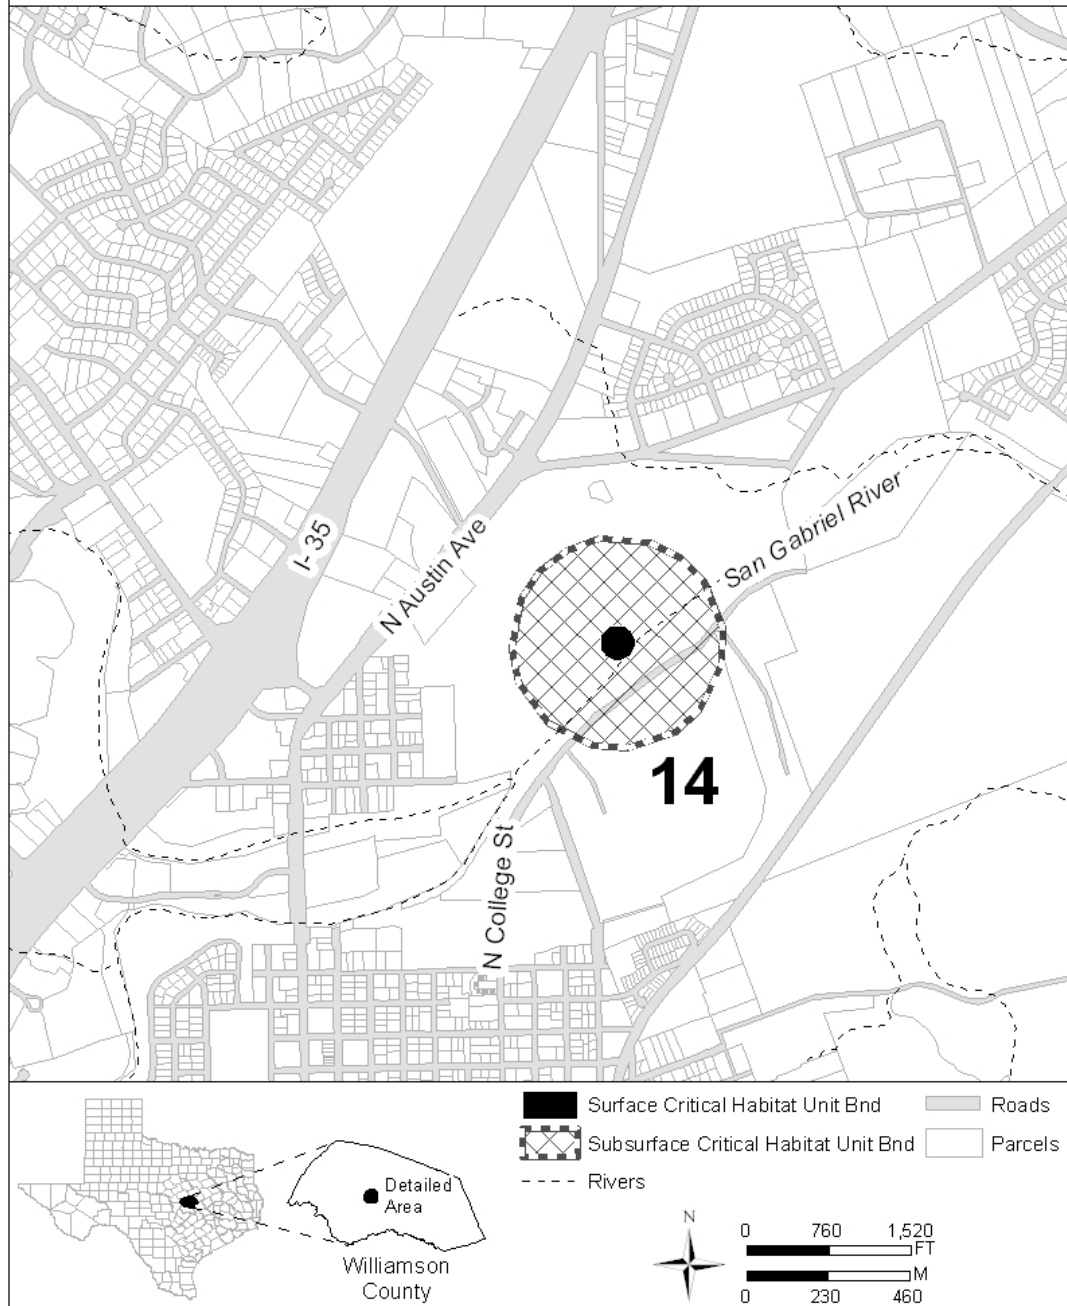 I- 35
N Austin Ave
San Gabriel River
14
N College St
Surface Critical Habitat Unit Bnd
Roads
Subsurface Critical Habitat Unit Bnd
Parcels
Rivers
Detailed
Area
Williamson
County
N
0 760 1,520
FT
M
0 230 460